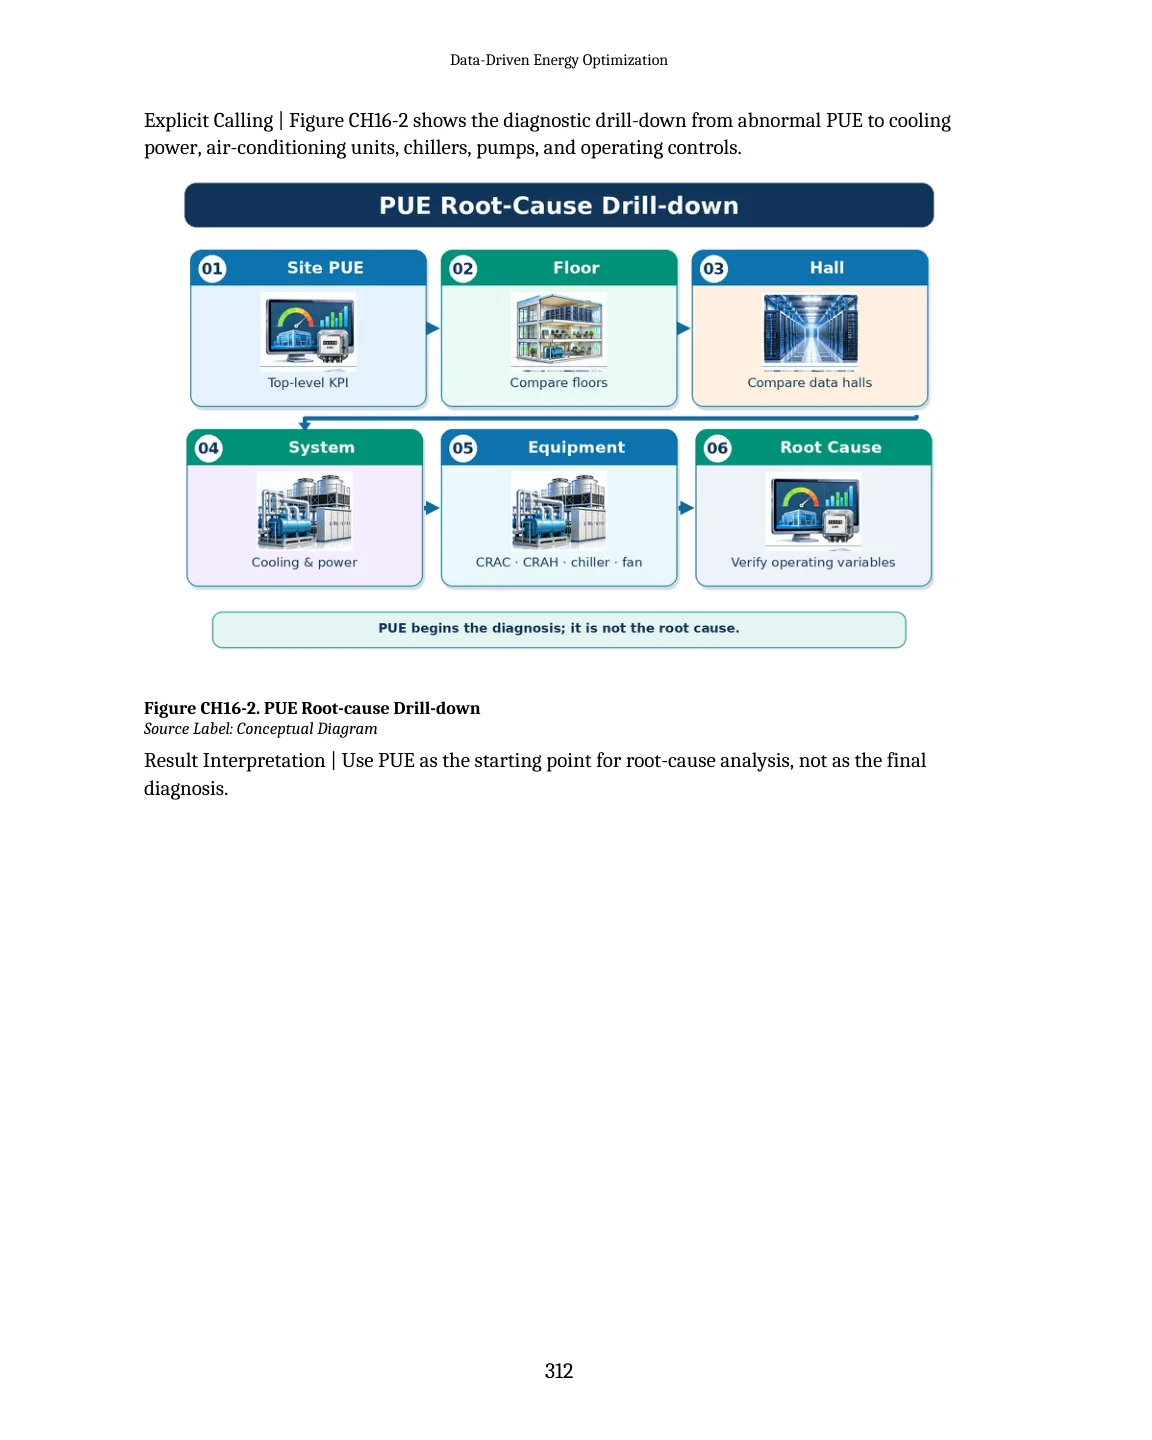 Data-Driven Energy Optimization
Explicit Calling | Figure CH16-2 shows the diagnostic drill-down from abnormal PUE to cooling
power, air-conditioning units, chillers, pumps, and operating controls.
PUE Root-Cause Drill-down
01 Site PUE
Top-level KPI
02 Floor
Compare floors
03 Hall
Compare data halls
04 System
Cooling & power
05 Equipment
CRAC · CRAH · chiller · fan
06 Root Cause
Verify operating variables
PUE begins the diagnosis; it is not the root cause.
Figure CH16-2. PUE Root-cause Drill-down
Source Label: Conceptual Diagram
Result Interpretation | Use PUE as the starting point for root-cause analysis, not as the final
diagnosis.
312